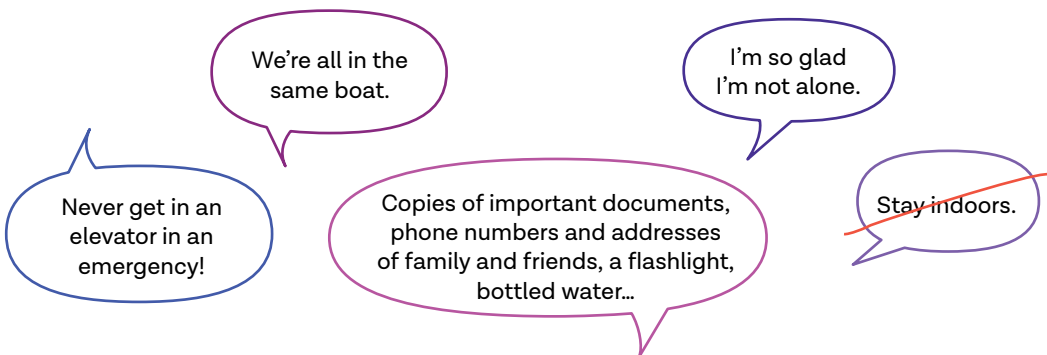 We’re all in the
same boat.
I’m so glad
I’m not alone.
Never get in an
elevator in an
emergency!
Copies of important documents,
phone numbers and addresses
of family and friends, a flashlight,
bottled water…
Stay indoors.